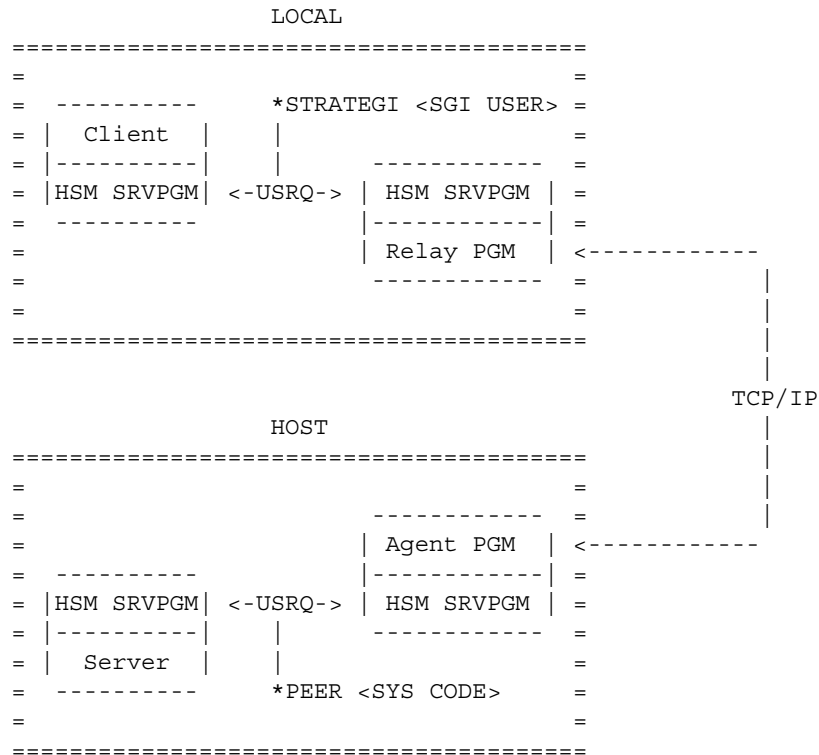 LOCAL
========================================
=                                      =
=  ----------     *STRATEGI <SGI USER> =
= |  Client  |    |                    =
= |----------|    |      ------------  =
= |HSM SRVPGM| <-USRQ-> | HSM SRVPGM | =
=  ----------           |------------| =
=                       | Relay PGM  | <------------
=                        ------------  =            |
=                                      =            |
========================================            |
|
TCP/IP
HOST                                |
========================================            |
=                                      =            |
=                        ------------  =            |
=                       | Agent PGM  | <------------
=  ----------           |------------| =
= |HSM SRVPGM| <-USRQ-> | HSM SRVPGM | =
= |----------|    |      ------------  =
= |  Server  |    |                    =
=  ----------     *PEER <SYS CODE>     =
=                                      =
========================================